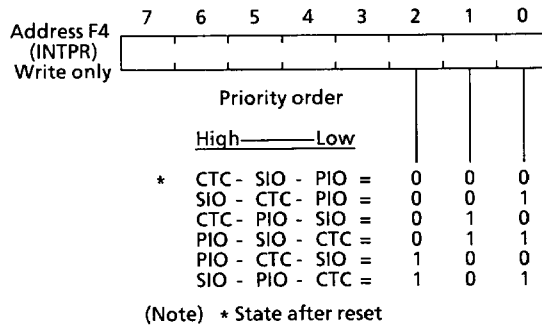 7 6 5 4 3 2 1 0
Address F4
(INTPR)
Write only
Priority order
High Low
* CTC - SIO - PIO = 0 0 0
SIO - CTC - PIO = 0 0 1
CTC - PIO - SIO = 0 1 0
PIO - SIO - CTC = 0 1 1
PIO - CTC - SIO = 1 0 0
SIO - PIO - CTC = 1 0 1
(Note) * State after reset